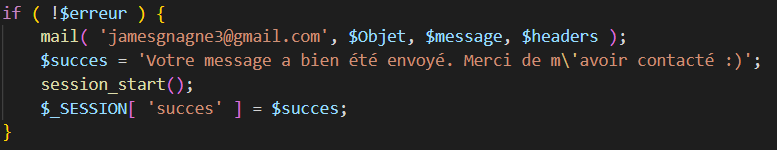 if ( !$erreur ) {
mail( 'jamesgnagne3@gmail.com', $Objet, $message, $headers );
$succes = 'Votre message a bien été envoyé. Merci de m\'avoir contacté :)';
session_start();
$_SESSION[ 'succes' ] = $succes;
}